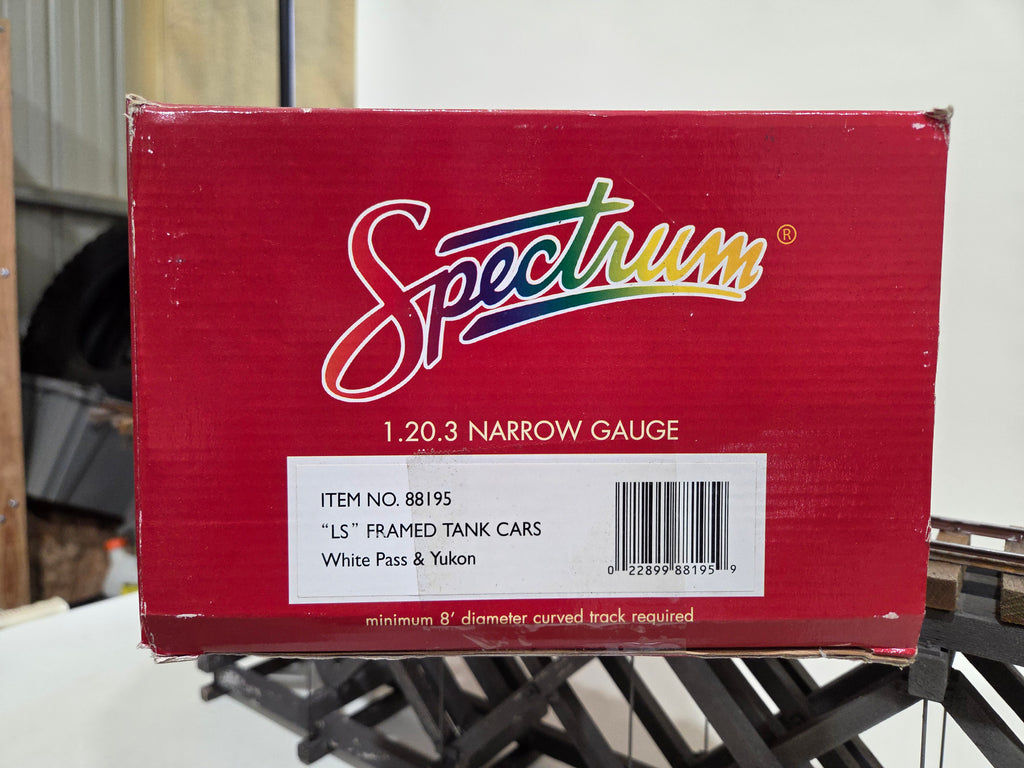 Spectrum®
1.20.3 NARROW GAUGE
ITEM NO. 88195
“LS” FRAMED TANK CARS
White Pass & Yukon
0 22899 88195 9
minimum 8' diameter curved track required